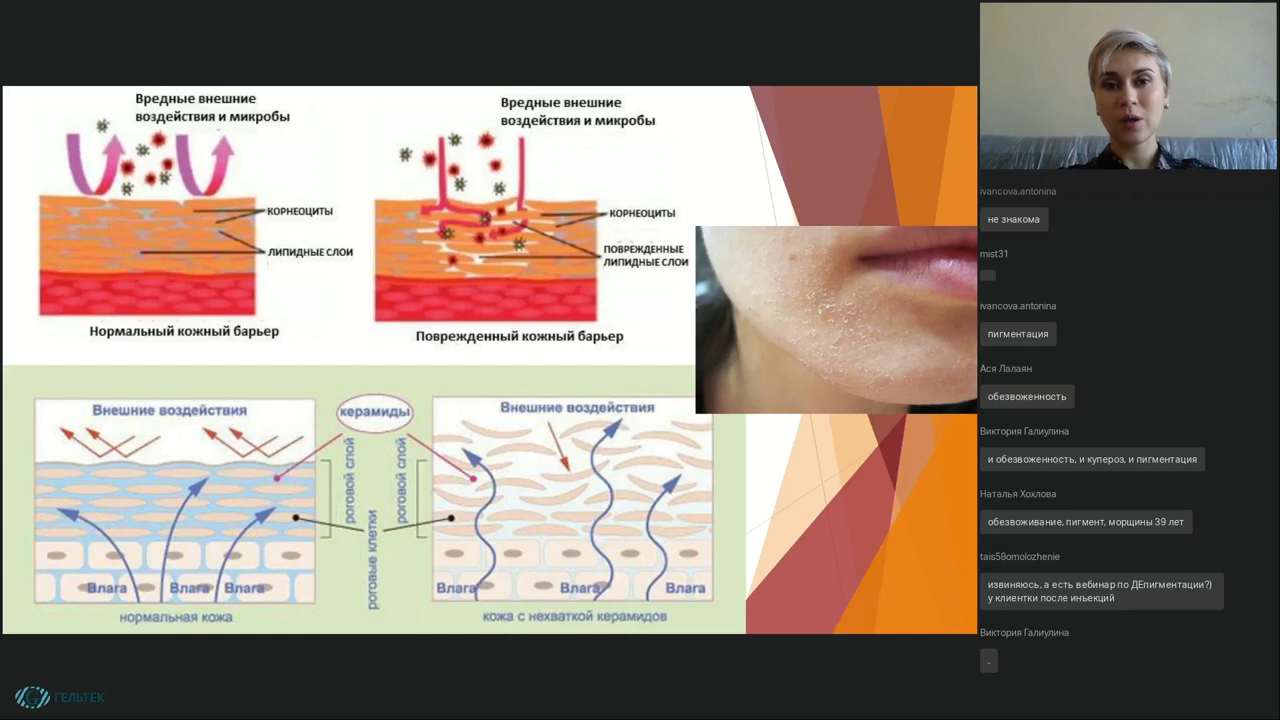 Вредные внешние
воздействия и микробы
КОРНЕОЦИТЫ
ЛИПИДНЫЕ СЛОИ
Нормальный кожный барьер
Вредные внешние
воздействия и микробы
КОРНЕОЦИТЫ
ПОВРЕЖДЕННЫЕ
ЛИПИДНЫЕ СЛОИ
Поврежденный кожный барьер
Внешние воздействия
керамиды
Внешние воздействия
роговой слой
роговой слой
роговые клетки
Влага
Влага
Влага
Влага
Влага
Влага
нормальная кожа
кожа с нехваткой керамидов
ГЕЛЬТЕК
ivancova.antonina
не знакома
mist31
ivancova.antonina
пигментация
Ася Лалаян
обезвоженность
Виктория Галиулина
и обезвоженность, и купероз, и пигментация
Наталья Хохлова
обезвоживание, пигмент, морщины 39 лет
tais58omolozhenie
извиняюсь, а есть вебинар по ДЕпигментации?)
у клиентки после инъекций
Виктория Галиулина
.